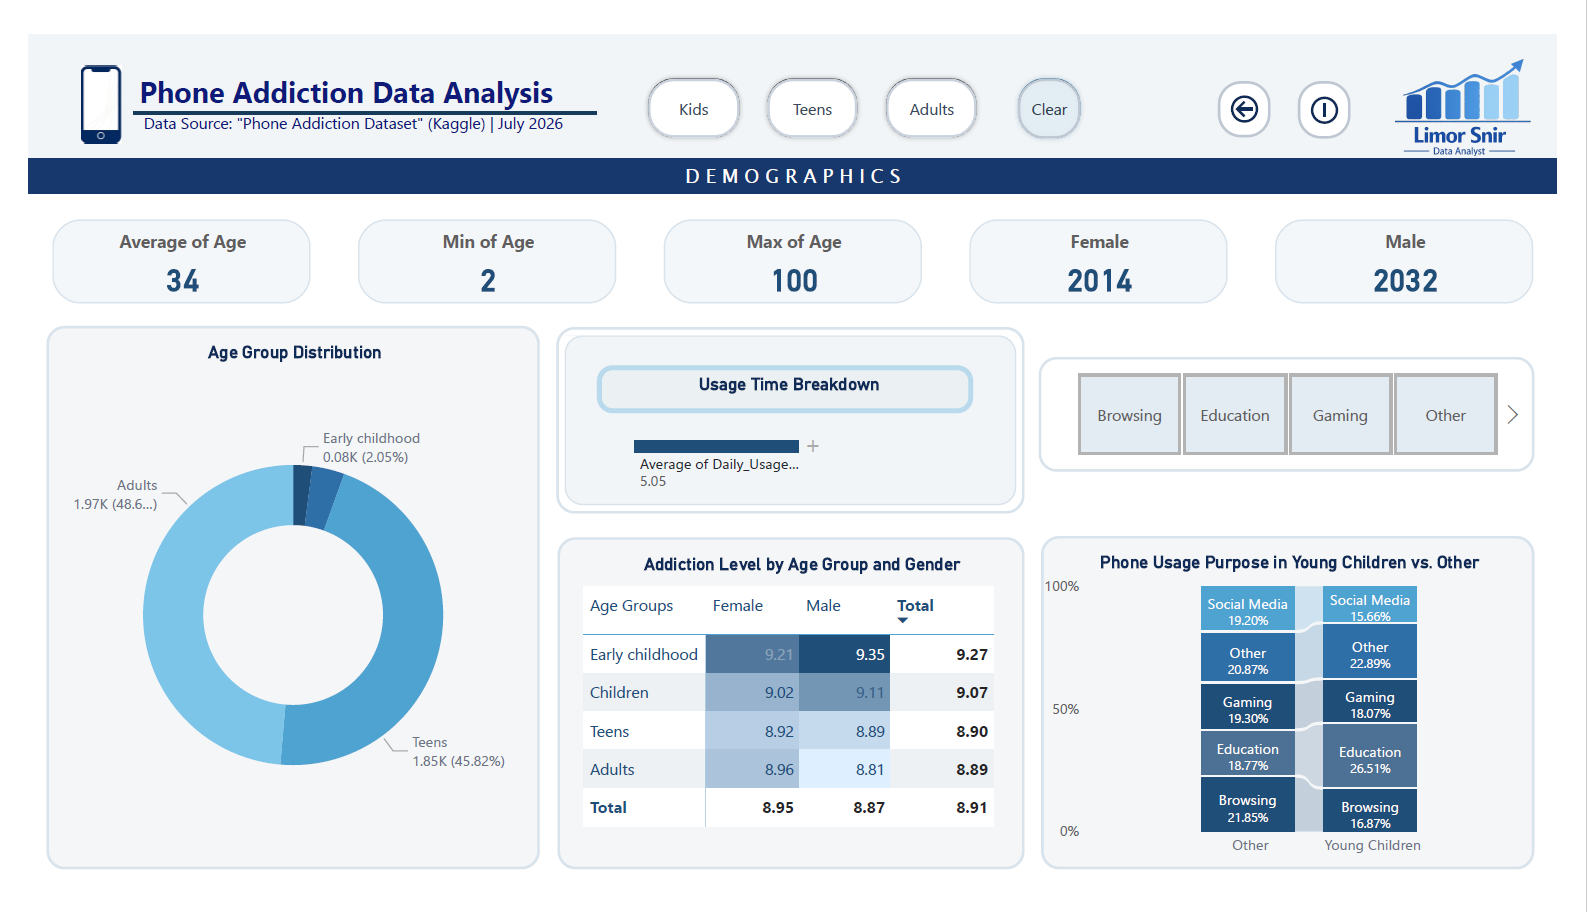 Phone Addiction Data Analysis
Data Source: "Phone Addiction Dataset" (Kaggle) | July 2026
Kids
Teens
Adults
Clear
Limor Snir
Data Analyst
DEMOGRAPHICS
Average of Age
34
Min of Age
2
Max of Age
100
Female
2014
Male
2032
Age Group Distribution
Early childhood
0.08K (2.05%)
Adults
1.97K (48.6...)
Teens
1.85K (45.82%)
Usage Time Breakdown
Average of Daily_Usage...
5.05
Browsing
Education
Gaming
Other
Addiction Level by Age Group and Gender
Age Groups Female Male Total
Early childhood 9.21 9.35 9.27
Children 9.02 9.11 9.07
Teens 8.92 8.89 8.90
Adults 8.96 8.81 8.89
Total 8.95 8.87 8.91
Phone Usage Purpose in Young Children vs. Other
100%
50%
0%
Social Media
19.20%
Other
20.87%
Gaming
19.30%
Education
18.77%
Browsing
21.85%
Other
Social Media
15.66%
Other
22.89%
Gaming
18.07%
Education
26.51%
Browsing
16.87%
Young Children